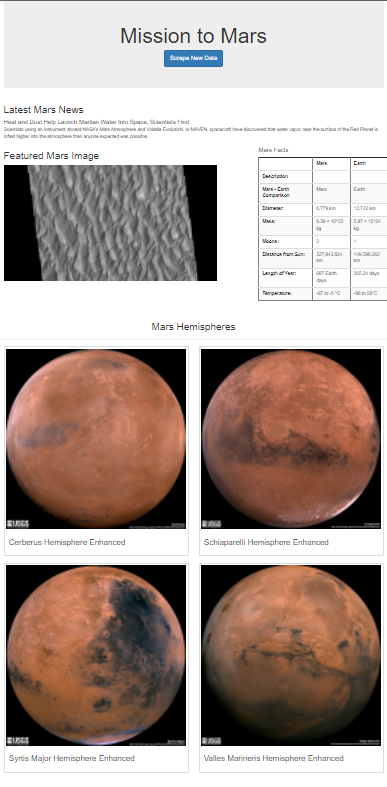 Mission to Mars
Scrape New Data
Latest Mars News
Heat and Dust Help Launch Martian Water Into Space, Scientists Find
Scientists using an instrument aboard NASA's Mars Atmosphere and Volatile EvolutioN, or MAVEN, spacecraft have discovered that water vapor near the surface of the Red Planet is
lofted higher into the atmosphere than anyone expected was possible.
Featured Mars Image
Mars Facts
Mars Earth
Description
Mars - Earth Comparison Mars Earth
Diameter: 6,779 km 12,742 km
Mass: 6.39 × 10^23 kg 5.97 × 10^24 kg
Moons: 2 1
Distance from Sun: 227,943,824 km 149,598,262 km
Length of Year: 687 Earth days 365.24 days
Temperature: -87 to -5 °C -88 to 58°C
Mars Hemispheres
USGS
USGS
Cerberus Hemisphere Enhanced
Schiaparelli Hemisphere Enhanced
USGS
USGS
Syrtis Major Hemisphere Enhanced
Valles Marineris Hemisphere Enhanced